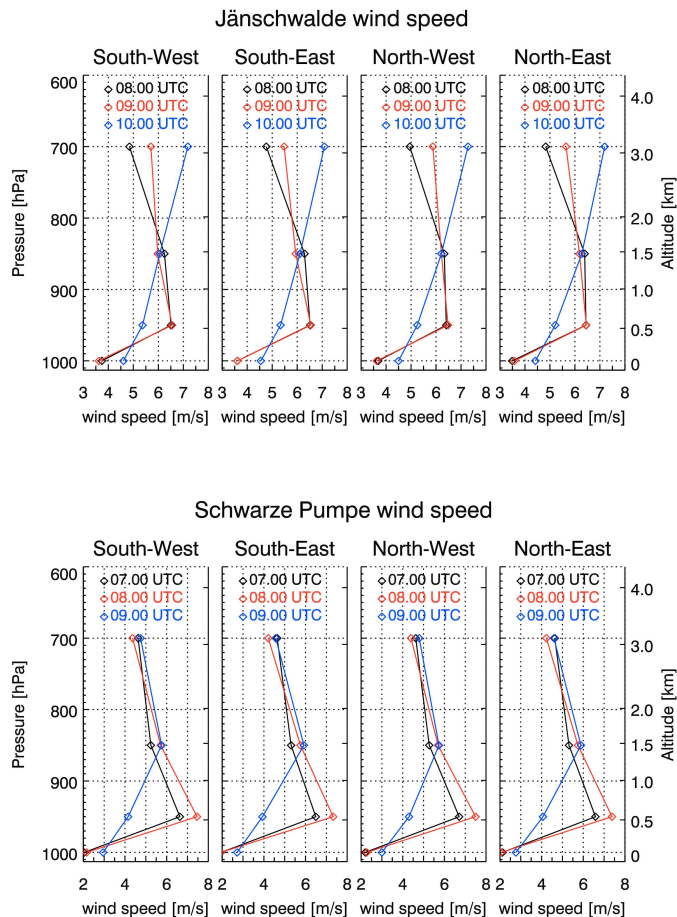 Jänschwalde wind speed
South-West South-East North-West North-East
600
08.00 UTC 08.00 UTC 08.00 UTC 08.00 UTC
09.00 UTC 09.00 UTC 09.00 UTC 09.00 UTC 4.0
10.00 UTC 10.00 UTC 10.00 UTC 10.00 UTC
700 3.0
Pressure [hPa] Altitude [km]
800 2.0
1.5
900 1.0
0.5
1000 0
3 4 5 6 7 8 3 4 5 6 7 8 3 4 5 6 7 8 3 4 5 6 7 8
wind speed [m/s] wind speed [m/s] wind speed [m/s] wind speed [m/s]
Schwarze Pumpe wind speed
South-West South-East North-West North-East
600
07.00 UTC 07.00 UTC 07.00 UTC 07.00 UTC
08.00 UTC 08.00 UTC 08.00 UTC 08.00 UTC 4.0
09.00 UTC 09.00 UTC 09.00 UTC 09.00 UTC
700 3.0
Pressure [hPa] Altitude [km]
800 2.0
1.5
900 1.0
0.5
1000 0
2 4 6 8 2 4 6 8 2 4 6 8 2 4 6 8
wind speed [m/s] wind speed [m/s] wind speed [m/s] wind speed [m/s]